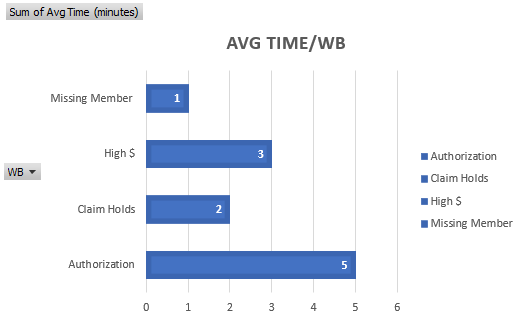 Sum of Avg Time (minutes)
AVG TIME/WB
Missing Member
1
High $
3
WB
Claim Holds
2
Authorization
5
0 1 2 3 4 5 6
Authorization
Claim Holds
High $
Missing Member